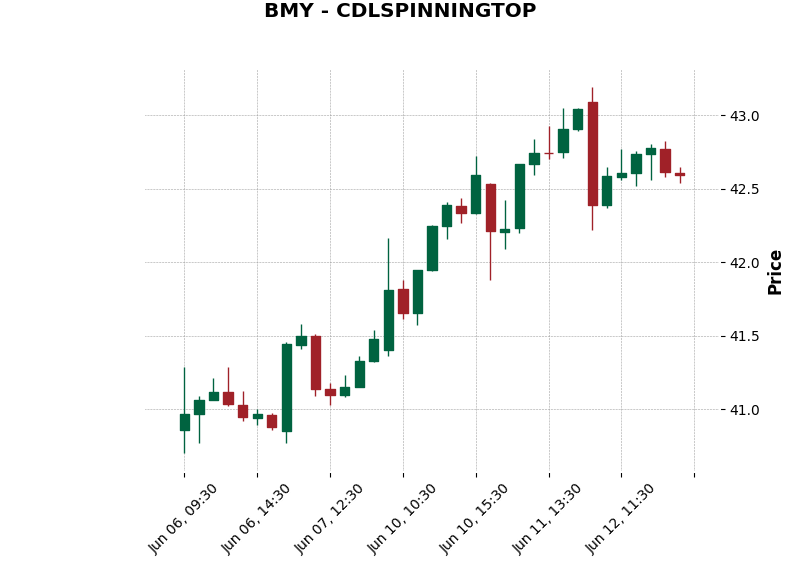 BMY - CDLSPINNINGTOP
43.0
42.5
42.0
41.5
41.0
Price
Jun 06, 09:30
Jun 06, 14:30
Jun 07, 12:30
Jun 10, 10:30
Jun 10, 15:30
Jun 11, 13:30
Jun 12, 11:30